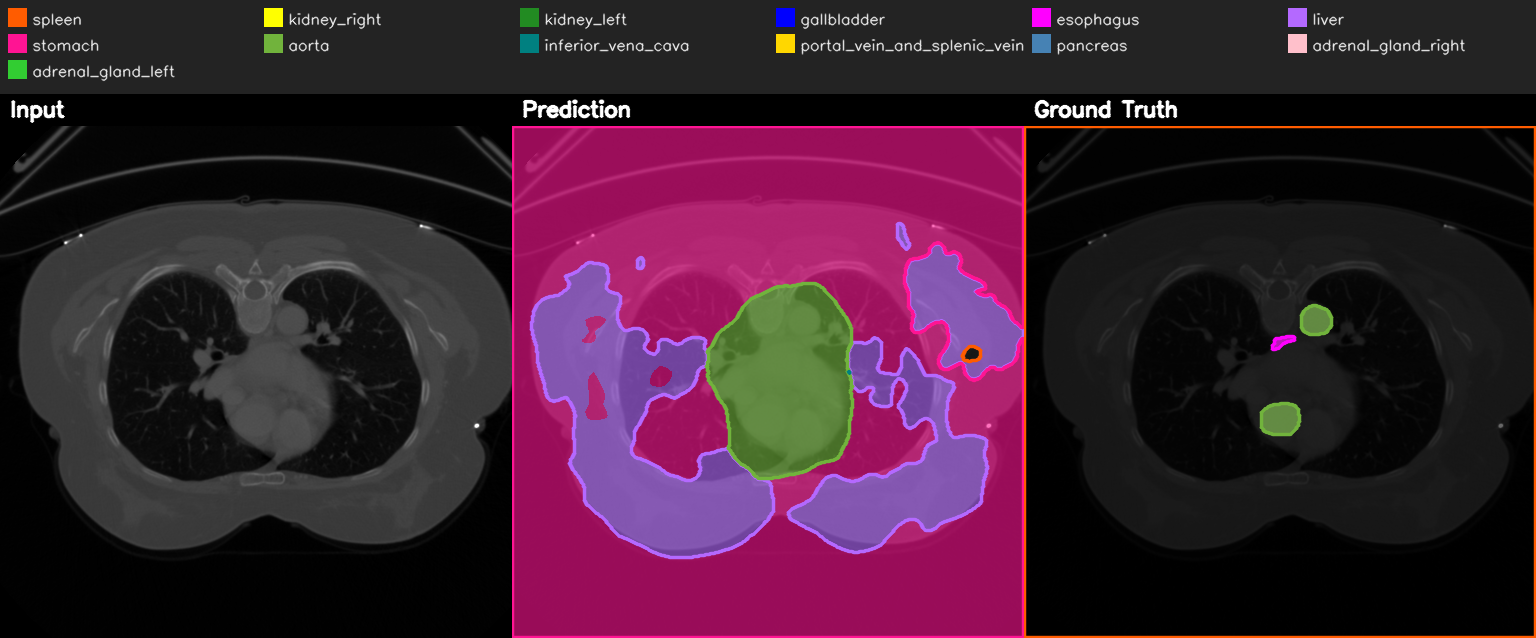 spleen kidney_right kidney_left gallbladder esophagus liver
stomach aorta inferior_vena_cava portal_vein_and_splenic_vein pancreas adrenal_gland_right
adrenal_gland_left
Input Prediction Ground Truth